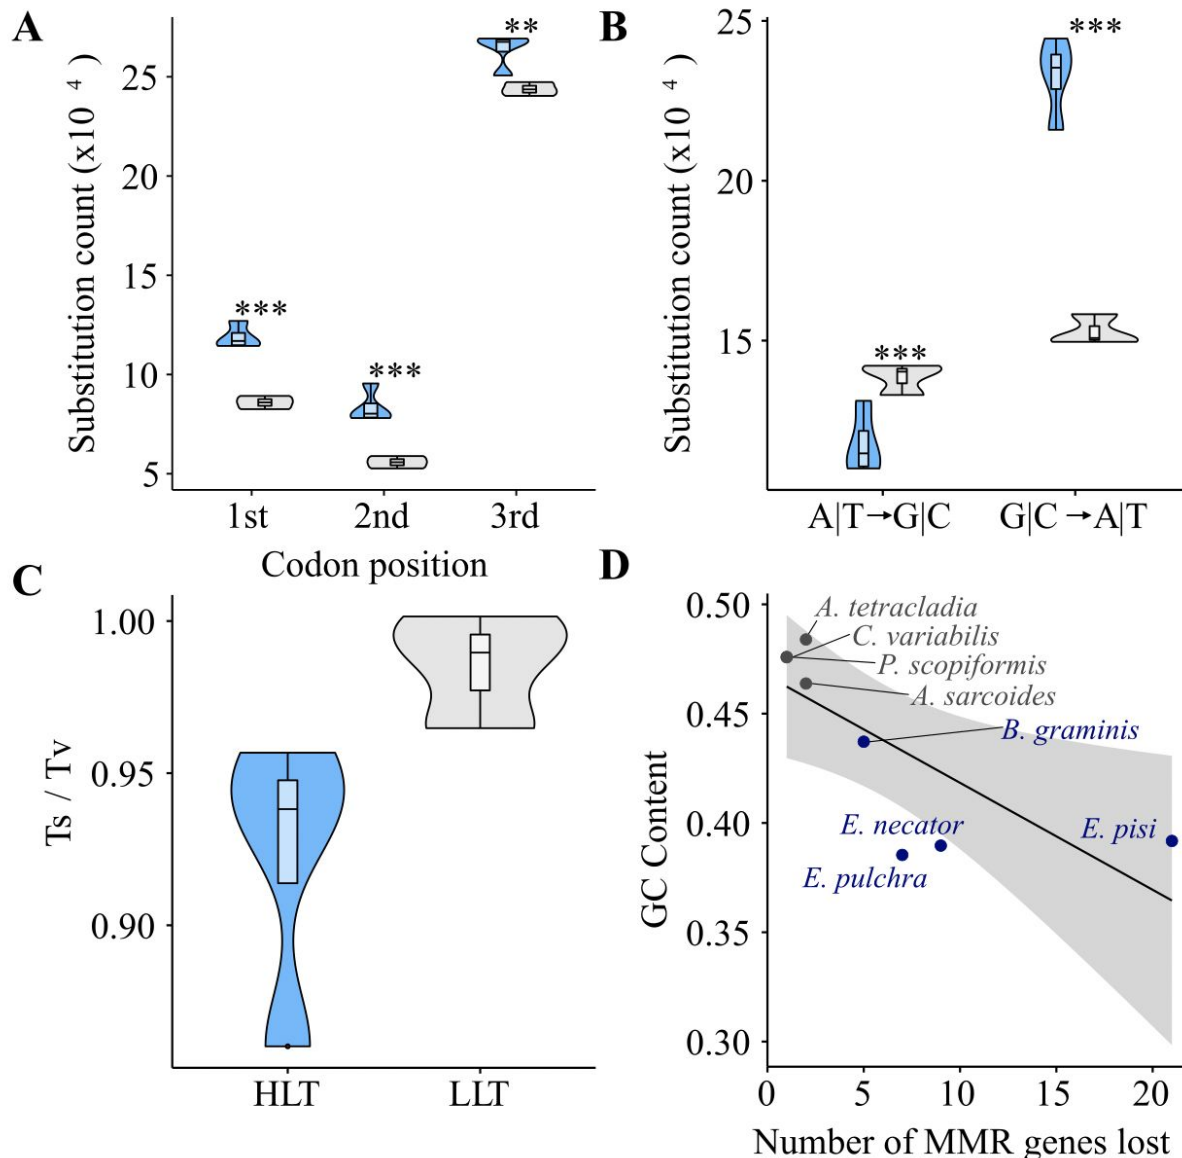 A
Substitution count (x10 4 )
25
20
15
10
5
***
***
**
1st 2nd 3rd
Codon position
B
Substitution count (x10 4 )
25
20
15
***
***
A|T→G|C G|C→A|T
C
Ts / Tv
1.00
0.95
0.90
HLT LLT
D
GC Content
0.50
0.45
0.40
0.35
0.30
A. tetracladia
C. variabilis
P. scopiformis
A. sarcoides
B. graminis
E. necator
E. pisi
E. pulchra
0 5 10 15 20
Number of MMR genes lost